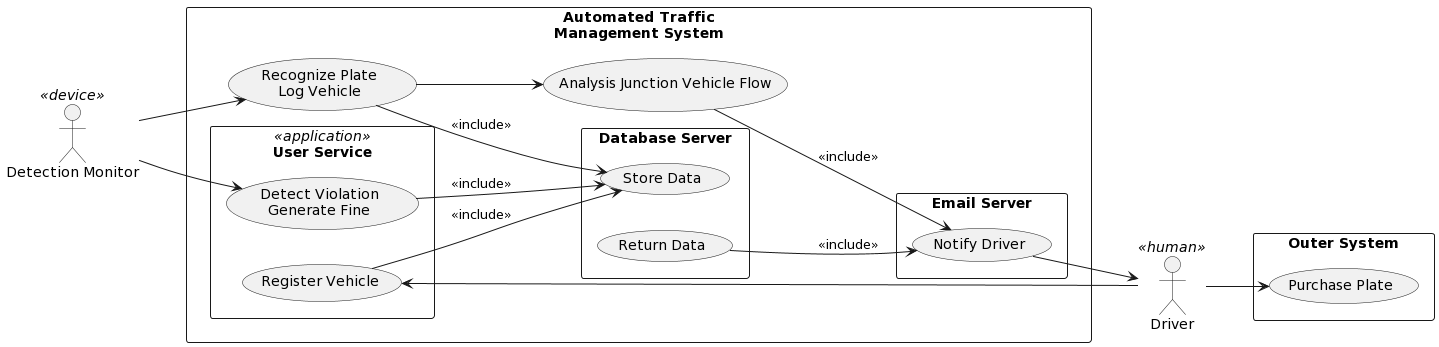 Automated Traffic
Management System
Recognize Plate
Log Vehicle
Analysis Junction Vehicle Flow
«device»
Detection Monitor
«include»
«application»
User Service
Database Server
«include»
Detect Violation
Generate Fine
«include»
Store Data
«include»
Email Server
Return Data
«include»
Notify Driver
Register Vehicle
«human»
Driver
Outer System
Purchase Plate